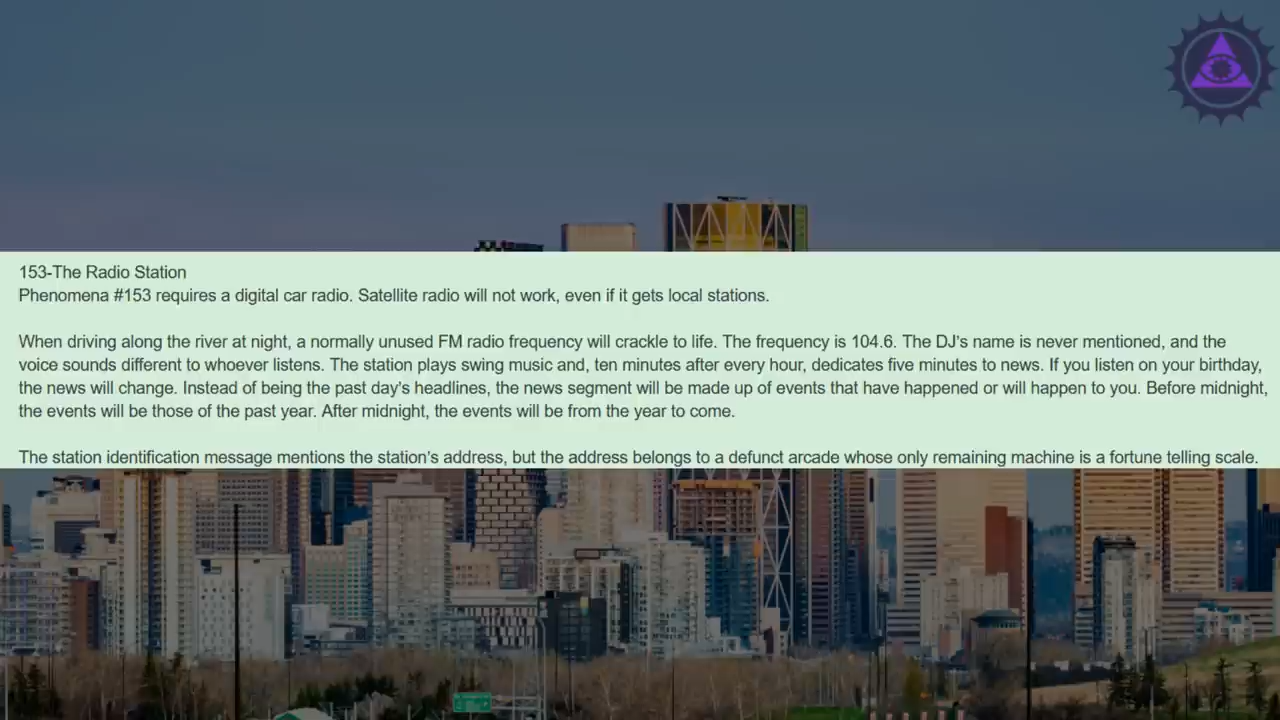 153-The Radio Station
Phenomena #153 requires a digital car radio. Satellite radio will not work, even if it gets local stations.
When driving along the river at night, a normally unused FM radio frequency will crackle to life. The frequency is 104.6. The DJ's name is never mentioned, and the
voice sounds different to whoever listens. The station plays swing music and, ten minutes after every hour, dedicates five minutes to news. If you listen on your birthday,
the news will change. Instead of being the past day's headlines, the news segment will be made up of events that have happened or will happen to you. Before midnight,
the events will be those of the past year. After midnight, the events will be from the year to come.
The station identification message mentions the station's address, but the address belongs to a defunct arcade whose only remaining machine is a fortune telling scale.